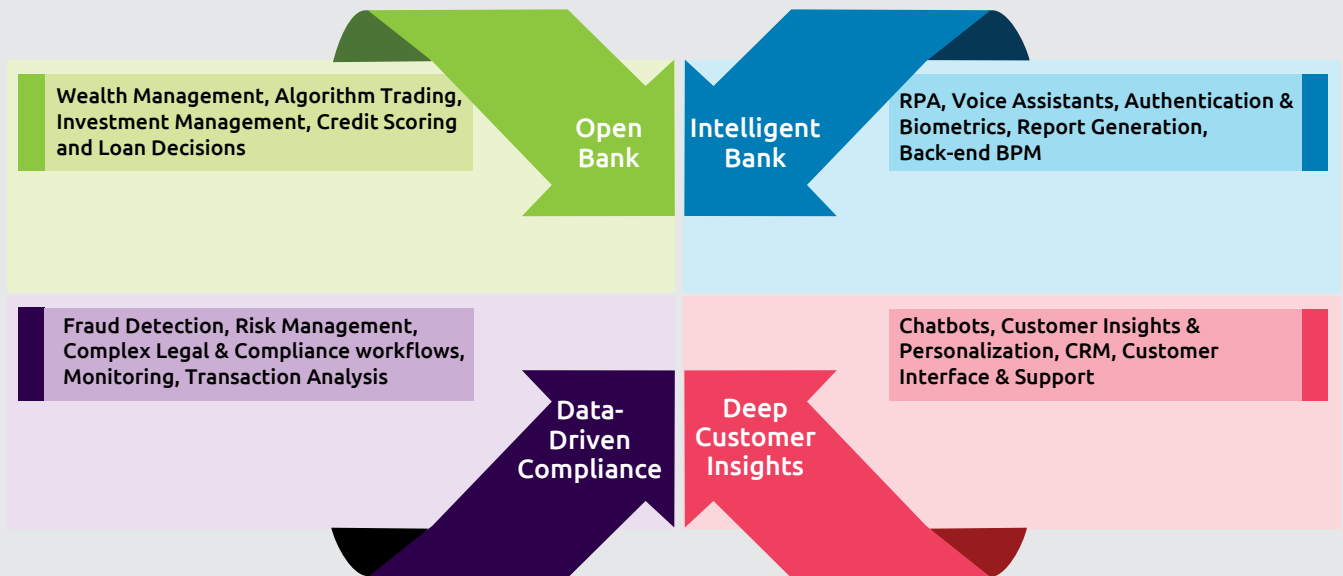 Wealth Management, Algorithm Trading,
Investment Management, Credit Scoring
and Loan Decisions
Open
Bank
Intelligent
Bank
RPA, Voice Assistants, Authentication &
Biometrics, Report Generation,
Back-end BPM
Fraud Detection, Risk Management,
Complex Legal & Compliance workflows,
Monitoring, Transaction Analysis
Data-
Driven
Compliance
Deep
Customer
Insights
Chatbots, Customer Insights &
Personalization, CRM, Customer
Interface & Support